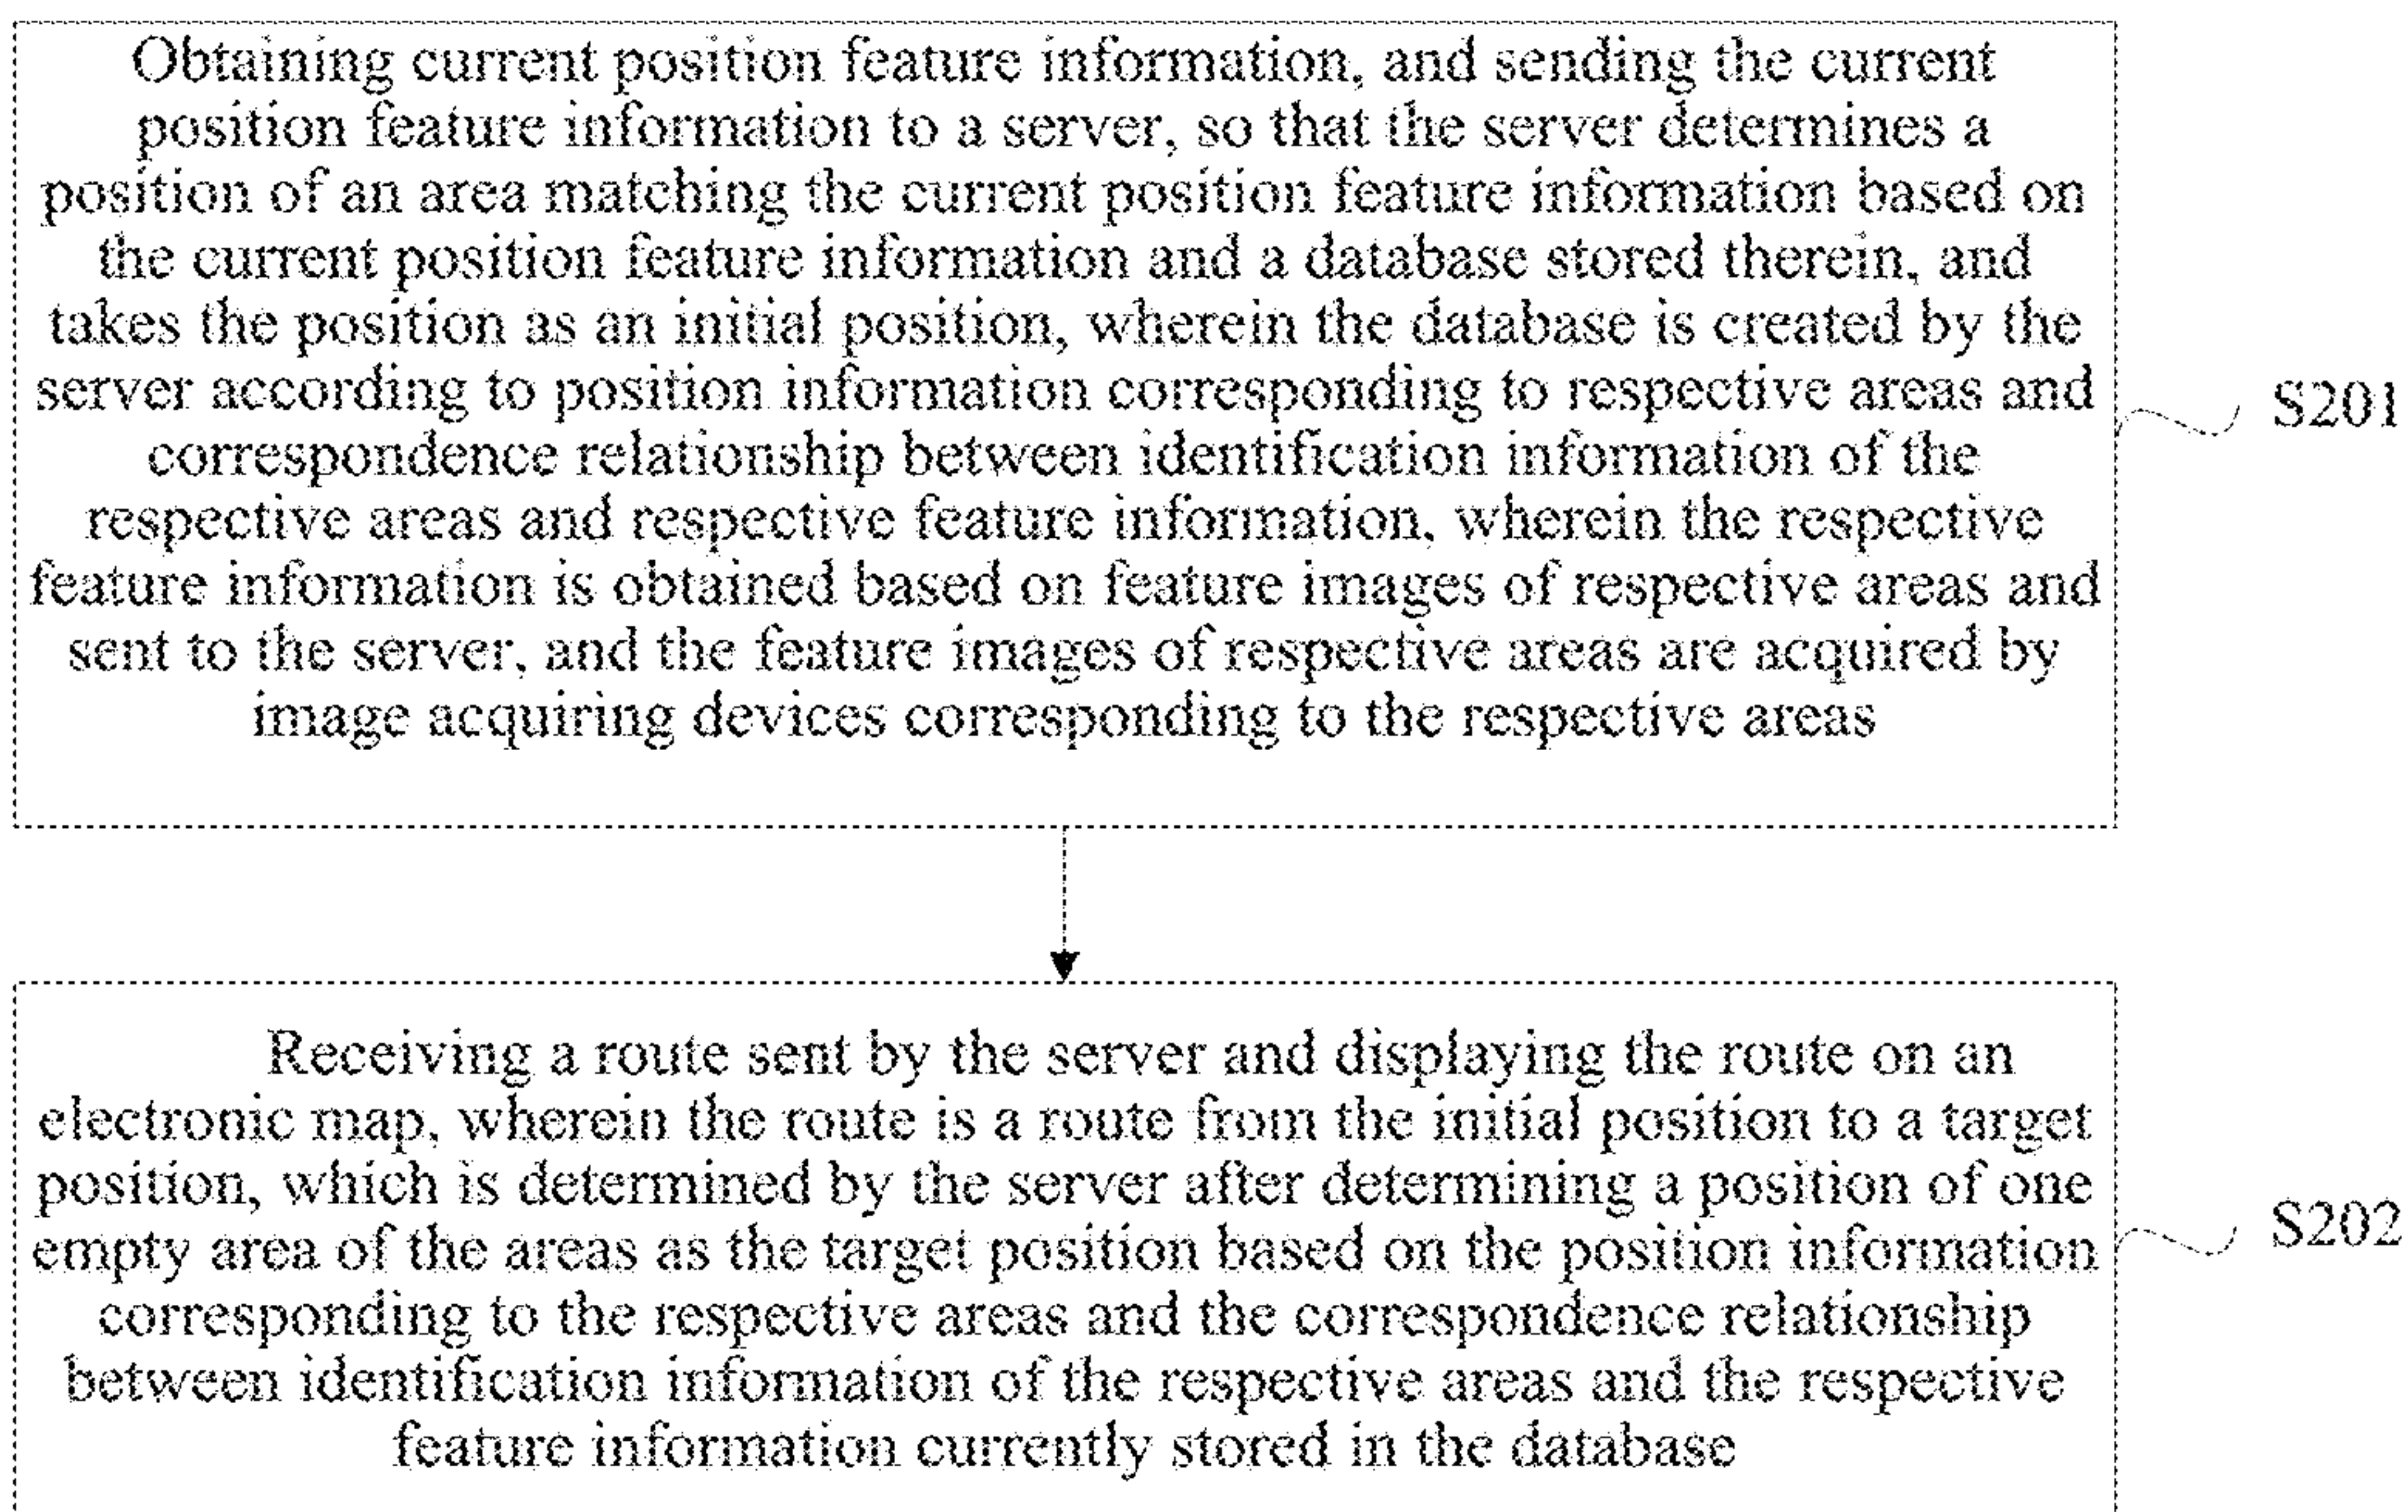 Obtaining current position feature information, and sending the current
position feature information to a server, so that the server determines a
position of an area matching the current position feature information based on
the current position feature information and a database stored therein, and
takes the position as an initial position, wherein the database is created by the
server according to position information corresponding to respective areas and
correspondence relationship between identification information of the
respective areas and respective feature information, wherein the respective
feature information is obtained based on feature images of respective areas and
sent to the server, and the feature images of respective areas are acquired by
image acquiring devices corresponding to the respective areas
S201
Receiving a route sent by the server and displaying the route on an
electronic map, wherein the route is a route from the initial position to a target
position, which is determined by the server after determining a position of one
empty area of the areas as the target position based on the position information
corresponding to the respective areas and the correspondence relationship
between identification information of the respective areas and the respective
feature information currently stored in the database
S202